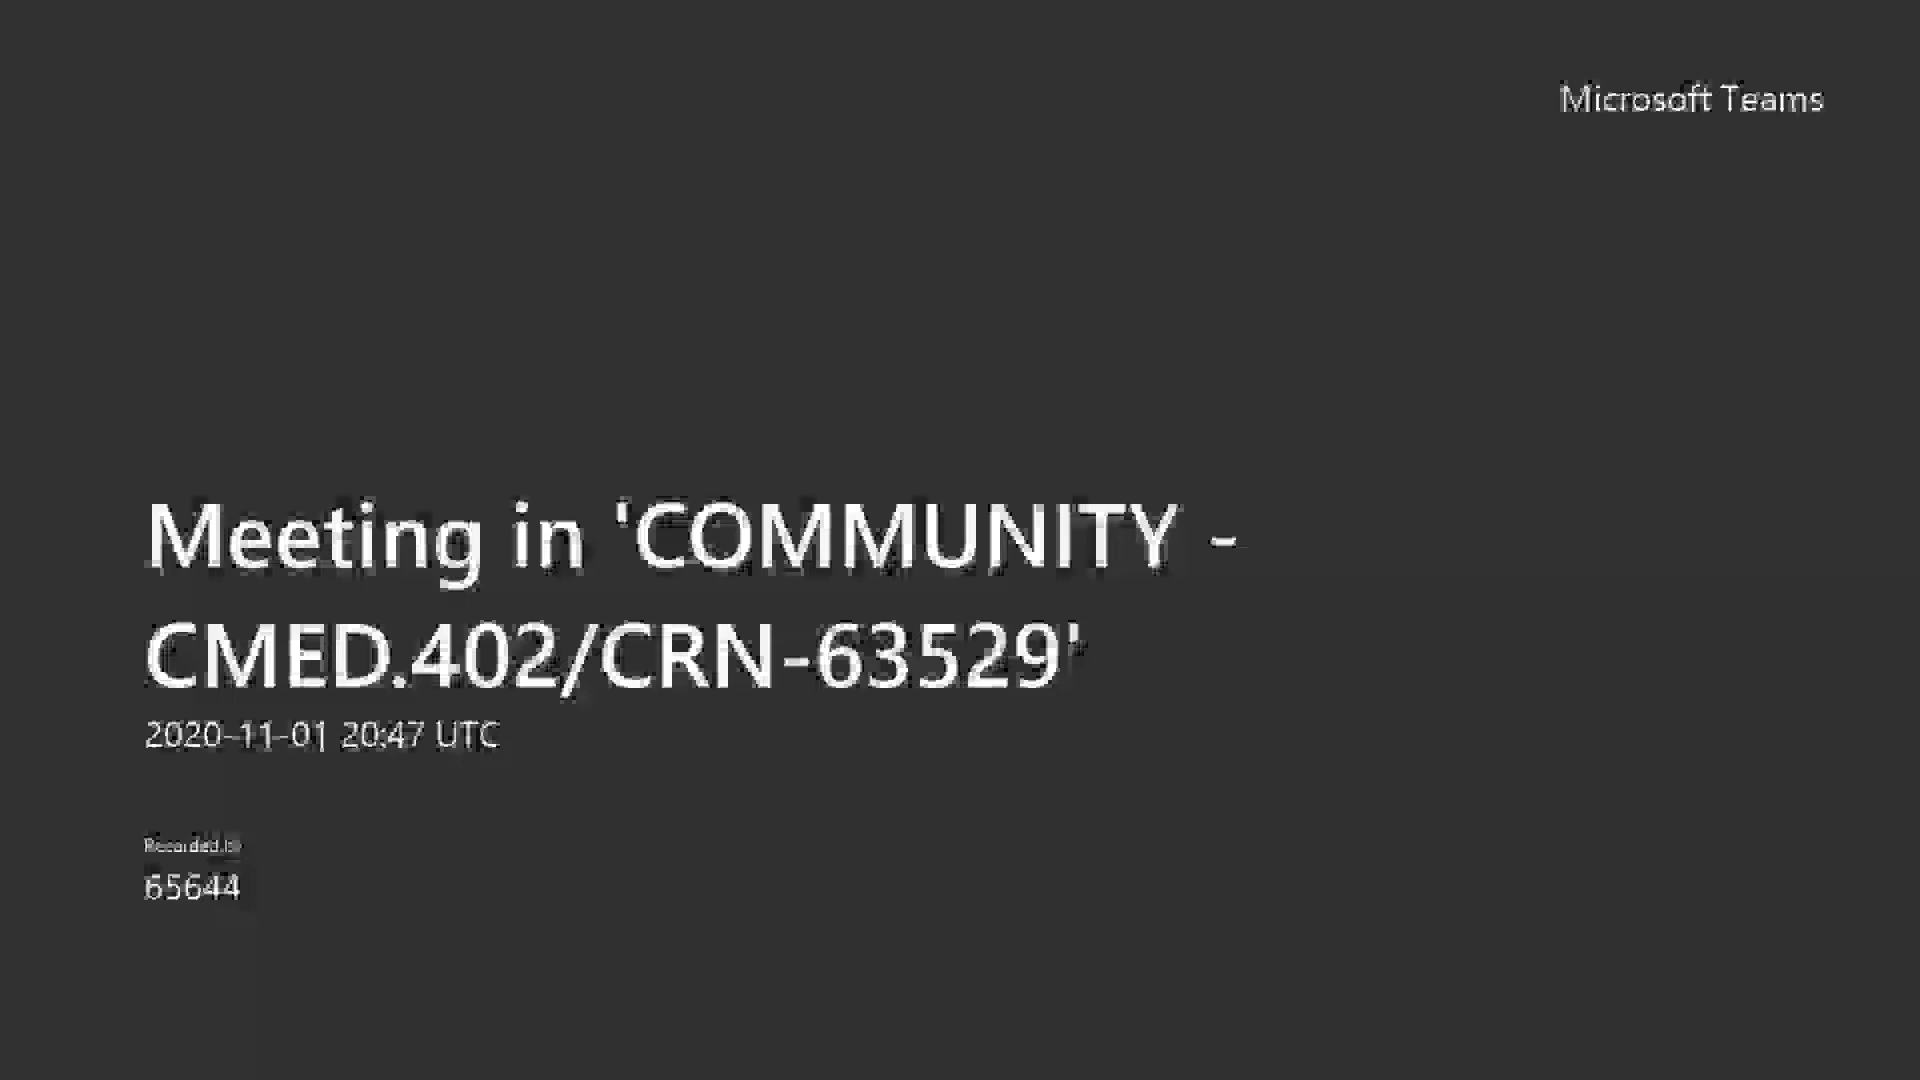 Microsoft Teams
Meeting in 'COMMUNITY -
CMED.402/CRN-63529'
2020-11-01 20:47 UTC
Recorded by
65644